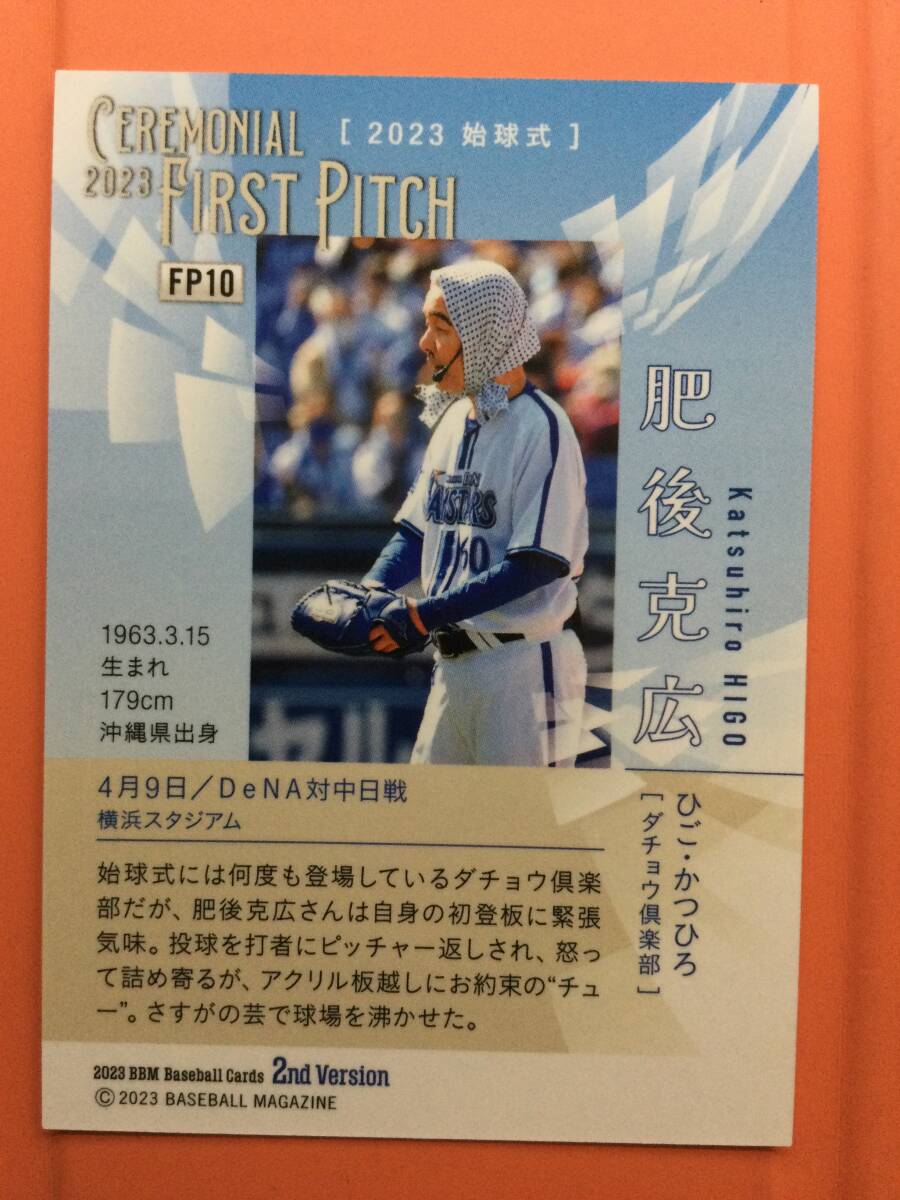 CEREMONIAL
2023 FIRST PITCH
[ 2023 始球式 ]
FP10
肥後克広
Katsuhiro HIGO
ひご・かつひろ
[ダチョウ倶楽部]
1963.3.15
生まれ
179cm
沖縄県出身
4月9日／DeNA対中日戦
横浜スタジアム
始球式には何度も登場しているダチョウ倶楽
部だが、肥後克広さんは自身の初登板に緊張
気味。投球を打者にピッチャー返しされ、怒っ
て詰め寄るが、アクリル板越しにお約束の“チュ
ー”。さすがの芸で球場を沸かせた。
2023 BBM Baseball Cards 2nd Version
© 2023 BASEBALL MAGAZINE